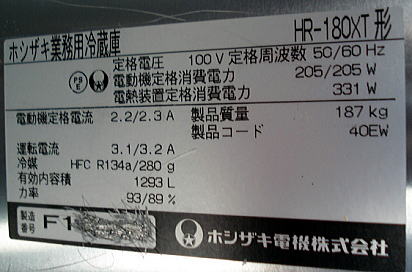 HR-180XT 形
ホシザキ業務用冷蔵庫
定格電圧 100V 定格周波数 50/60 Hz
電動機定格消費電力 205/205 W
電熱装置定格消費電力 331 W
PS E
電動機定格電流 2.2/2.3 A 製品質量 187 kg
製品コード 40EW
運転電流 3.1/3.2 A
冷媒 HFC R134a/280 g
有効内容積 1293 L
力率 93/89 %
製造番号 F1
ホシザキ電機株式会社